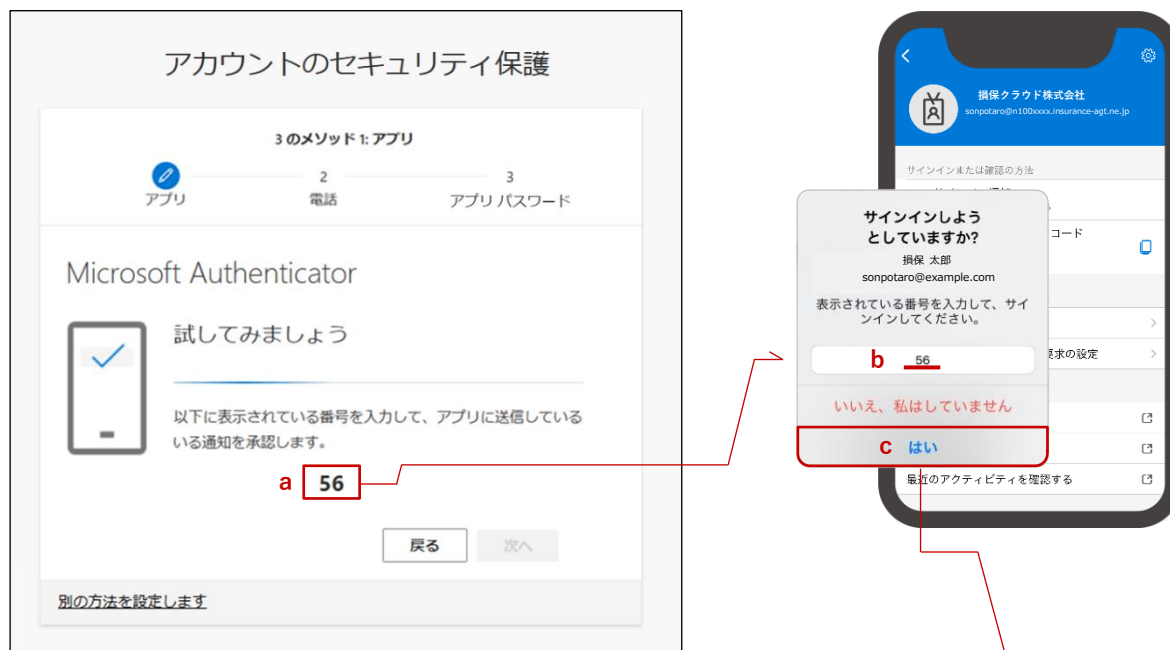 アカウントのセキュリティ保護
3 のメソッド 1: アプリ
2
3
アプリ
電話
アプリ パスワード
Microsoft Authenticator
試してみましょう
以下に表示されている番号を入力して、アプリに送信している
いる通知を承認します。
a 56
戻る
次へ
別の方法を設定します
損保クラウド株式会社
sonpotaro@n100xxxx.insurance-agt.ne.jp
サインインまたは確認の方法
コード
サインインしよう
としていますか?
損保 太郎
sonpotaro@example.com
表示されている番号を入力して、サイ
ンインしてください。
b 56
要求の設定
いいえ、私はしていません
c はい
最近のアクティビティを確認する